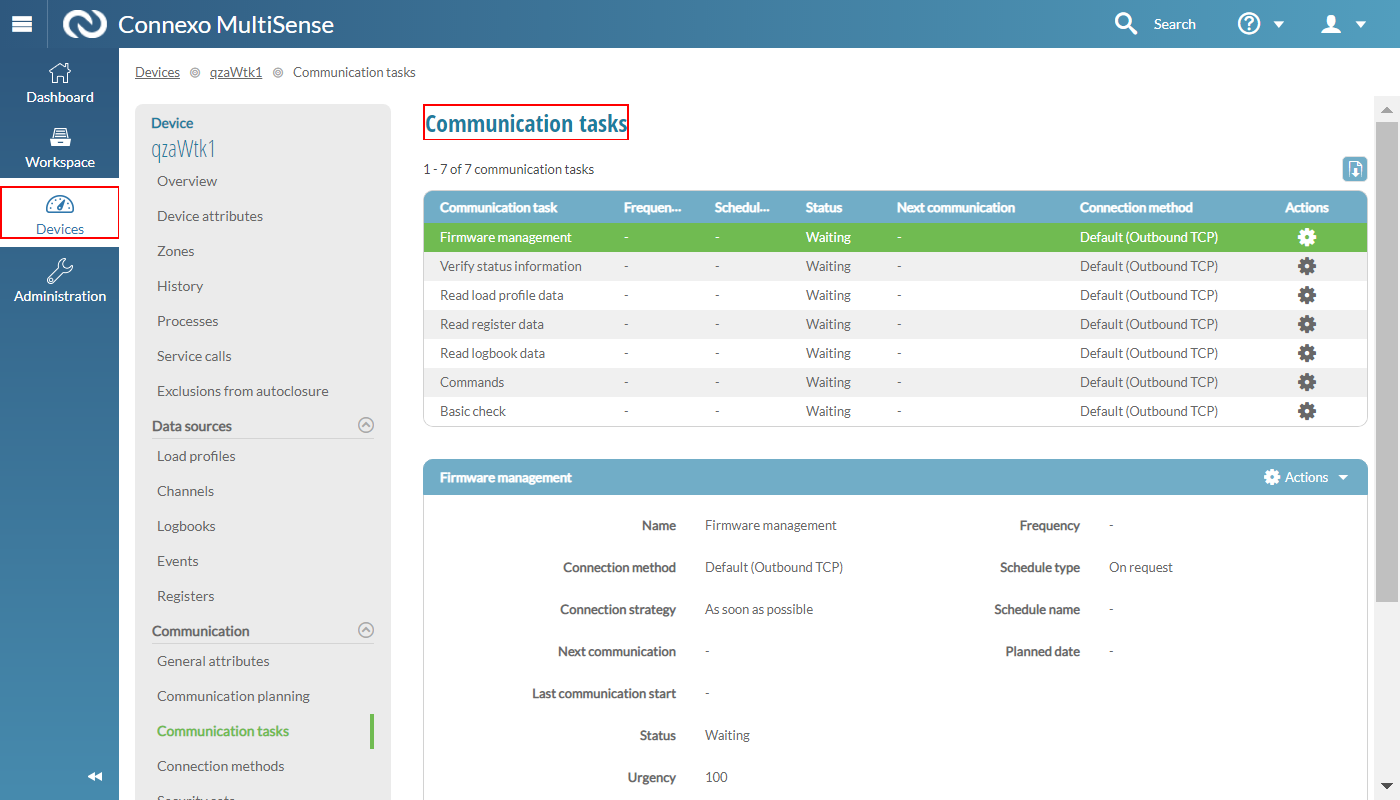 Connexo MultiSense
Search
Dashboard
Workspace
Devices
Administration
Devices qzaWtk1 Communication tasks
Device
qzaWtk1
Overview
Device attributes
Zones
History
Processes
Service calls
Exclusions from autoclosure
Data sources
Load profiles
Channels
Logbooks
Events
Registers
Communication
General attributes
Communication planning
Communication tasks
Connection methods
Communication tasks
1 - 7 of 7 communication tasks
Communication task Frequen... Schedul... Status Next communication Connection method Actions
Firmware management - - Waiting - Default (Outbound TCP)
Verify status information - - Waiting - Default (Outbound TCP)
Read load profile data - - Waiting - Default (Outbound TCP)
Read register data - - Waiting - Default (Outbound TCP)
Read logbook data - - Waiting - Default (Outbound TCP)
Commands - - Waiting - Default (Outbound TCP)
Basic check - - Waiting - Default (Outbound TCP)
Firmware management Actions
Name Firmware management Frequency -
Connection method Default (Outbound TCP) Schedule type On request
Connection strategy As soon as possible Schedule name -
Next communication - Planned date -
Last communication start -
Status Waiting
Urgency 100